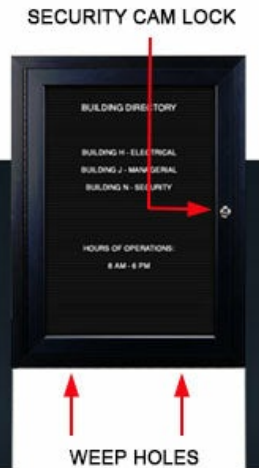 SECURITY CAM LOCK
BUILDING DIRECTORY
BUILDING H - ELECTRICAL
BUILDING J - MANAGERIAL
BUILDING N - SECURITY
HOURS OF OPERATIONS:
8 AM - 6 PM
WEEP HOLES